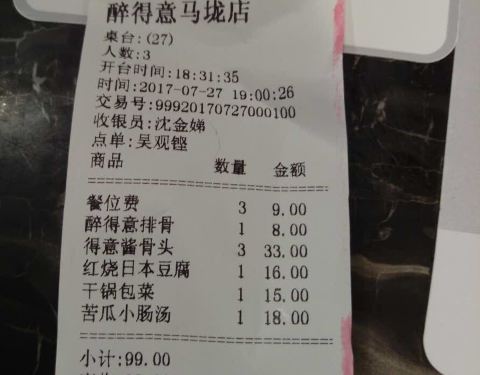 醉得意马垅店
桌台:(27)
人数:3
开台时间:18:31:35
时间:2017-07-27 19:00:26
交易号:99920170727000100
收银员:沈金娣
点单:吴观铿
商品 数量 金额
餐位费 3 9.00
醉得意排骨 1 8.00
得意酱骨头 3 33.00
红烧日本豆腐 1 16.00
干锅包菜 1 15.00
苦瓜小肠汤 1 18.00
小计:99.00